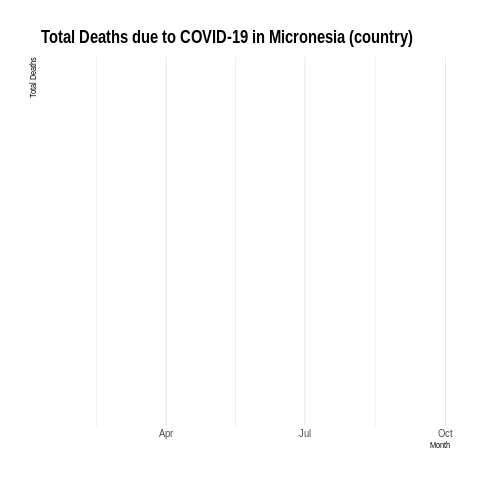 Total Deaths due to COVID-19 in Micronesia (country)
Total Deaths
Apr Jul Oct
Month